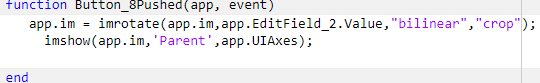 function Button_8Pushed(app, event)
app.im = imrotate(app.im,app.EditField_2.Value,"bilinear","crop");
imshow(app.im,'Parent',app.UIAxes);
end